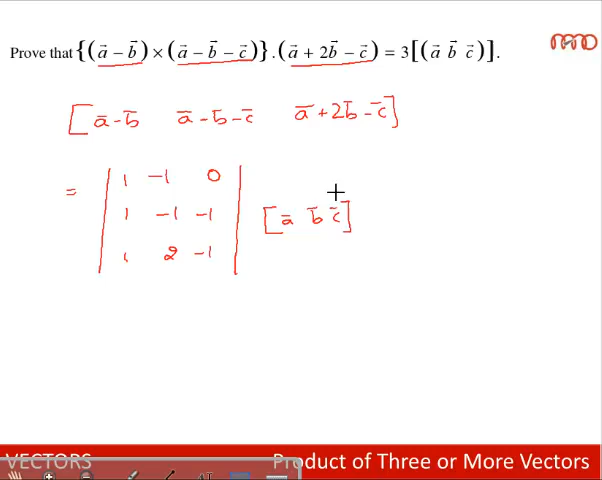 Prove that {(a⃗ − b⃗) × (a⃗ − b⃗ − c⃗)} . (a⃗ + 2b⃗ − c⃗) = 3[(a⃗ b⃗ c⃗)].
[a̅ - b̅  a̅ - b̅ - c̅  a̅ + 2b̅ - c̅]
= | 1 -1 0 |
| 1 -1 -1 | [a̅ b̅ c̅]
| 1 2 -1 |
VECTORS Product of Three or More Vectors